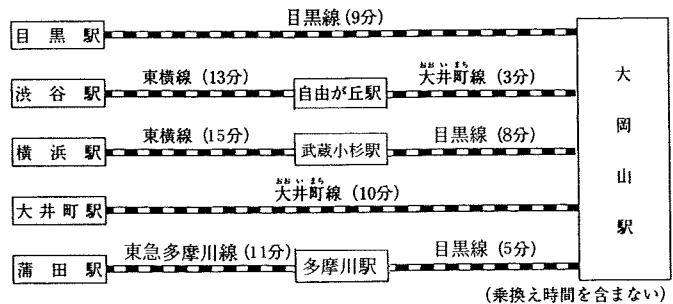 目黒駅 目黒線(9分)
渋谷駅 東横線(13分) 自由が丘駅 おおいまち 大井町線(3分)
横浜駅 東横線(15分) 武蔵小杉駅 目黒線(8分)
大井町駅 おおいまち 大井町線(10分)
蒲田駅 東急多摩川線(11分) 多摩川駅 目黒線(5分)
大岡山駅
(乗換え時間を含まない)